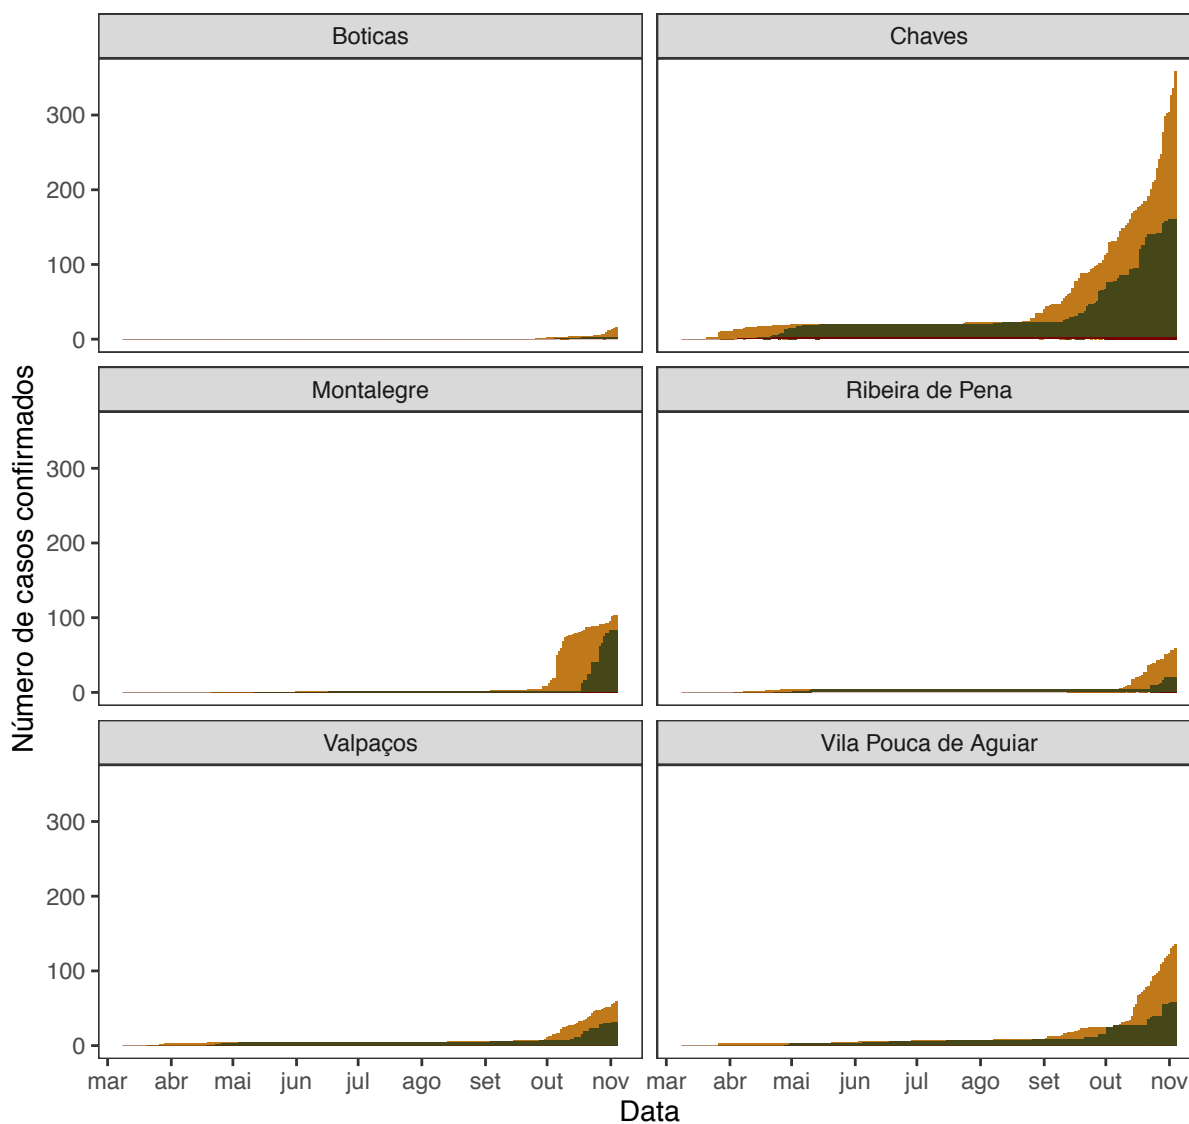 Boticas
Chaves
300
200
100
0
Montalegre
Ribeira de Pena
300
200
100
0
Valpaços
Vila Pouca de Aguiar
300
200
100
0
mar abr mai jun jul ago set out nov
mar abr mai jun jul ago set out nov
Data
Número de casos confirmados